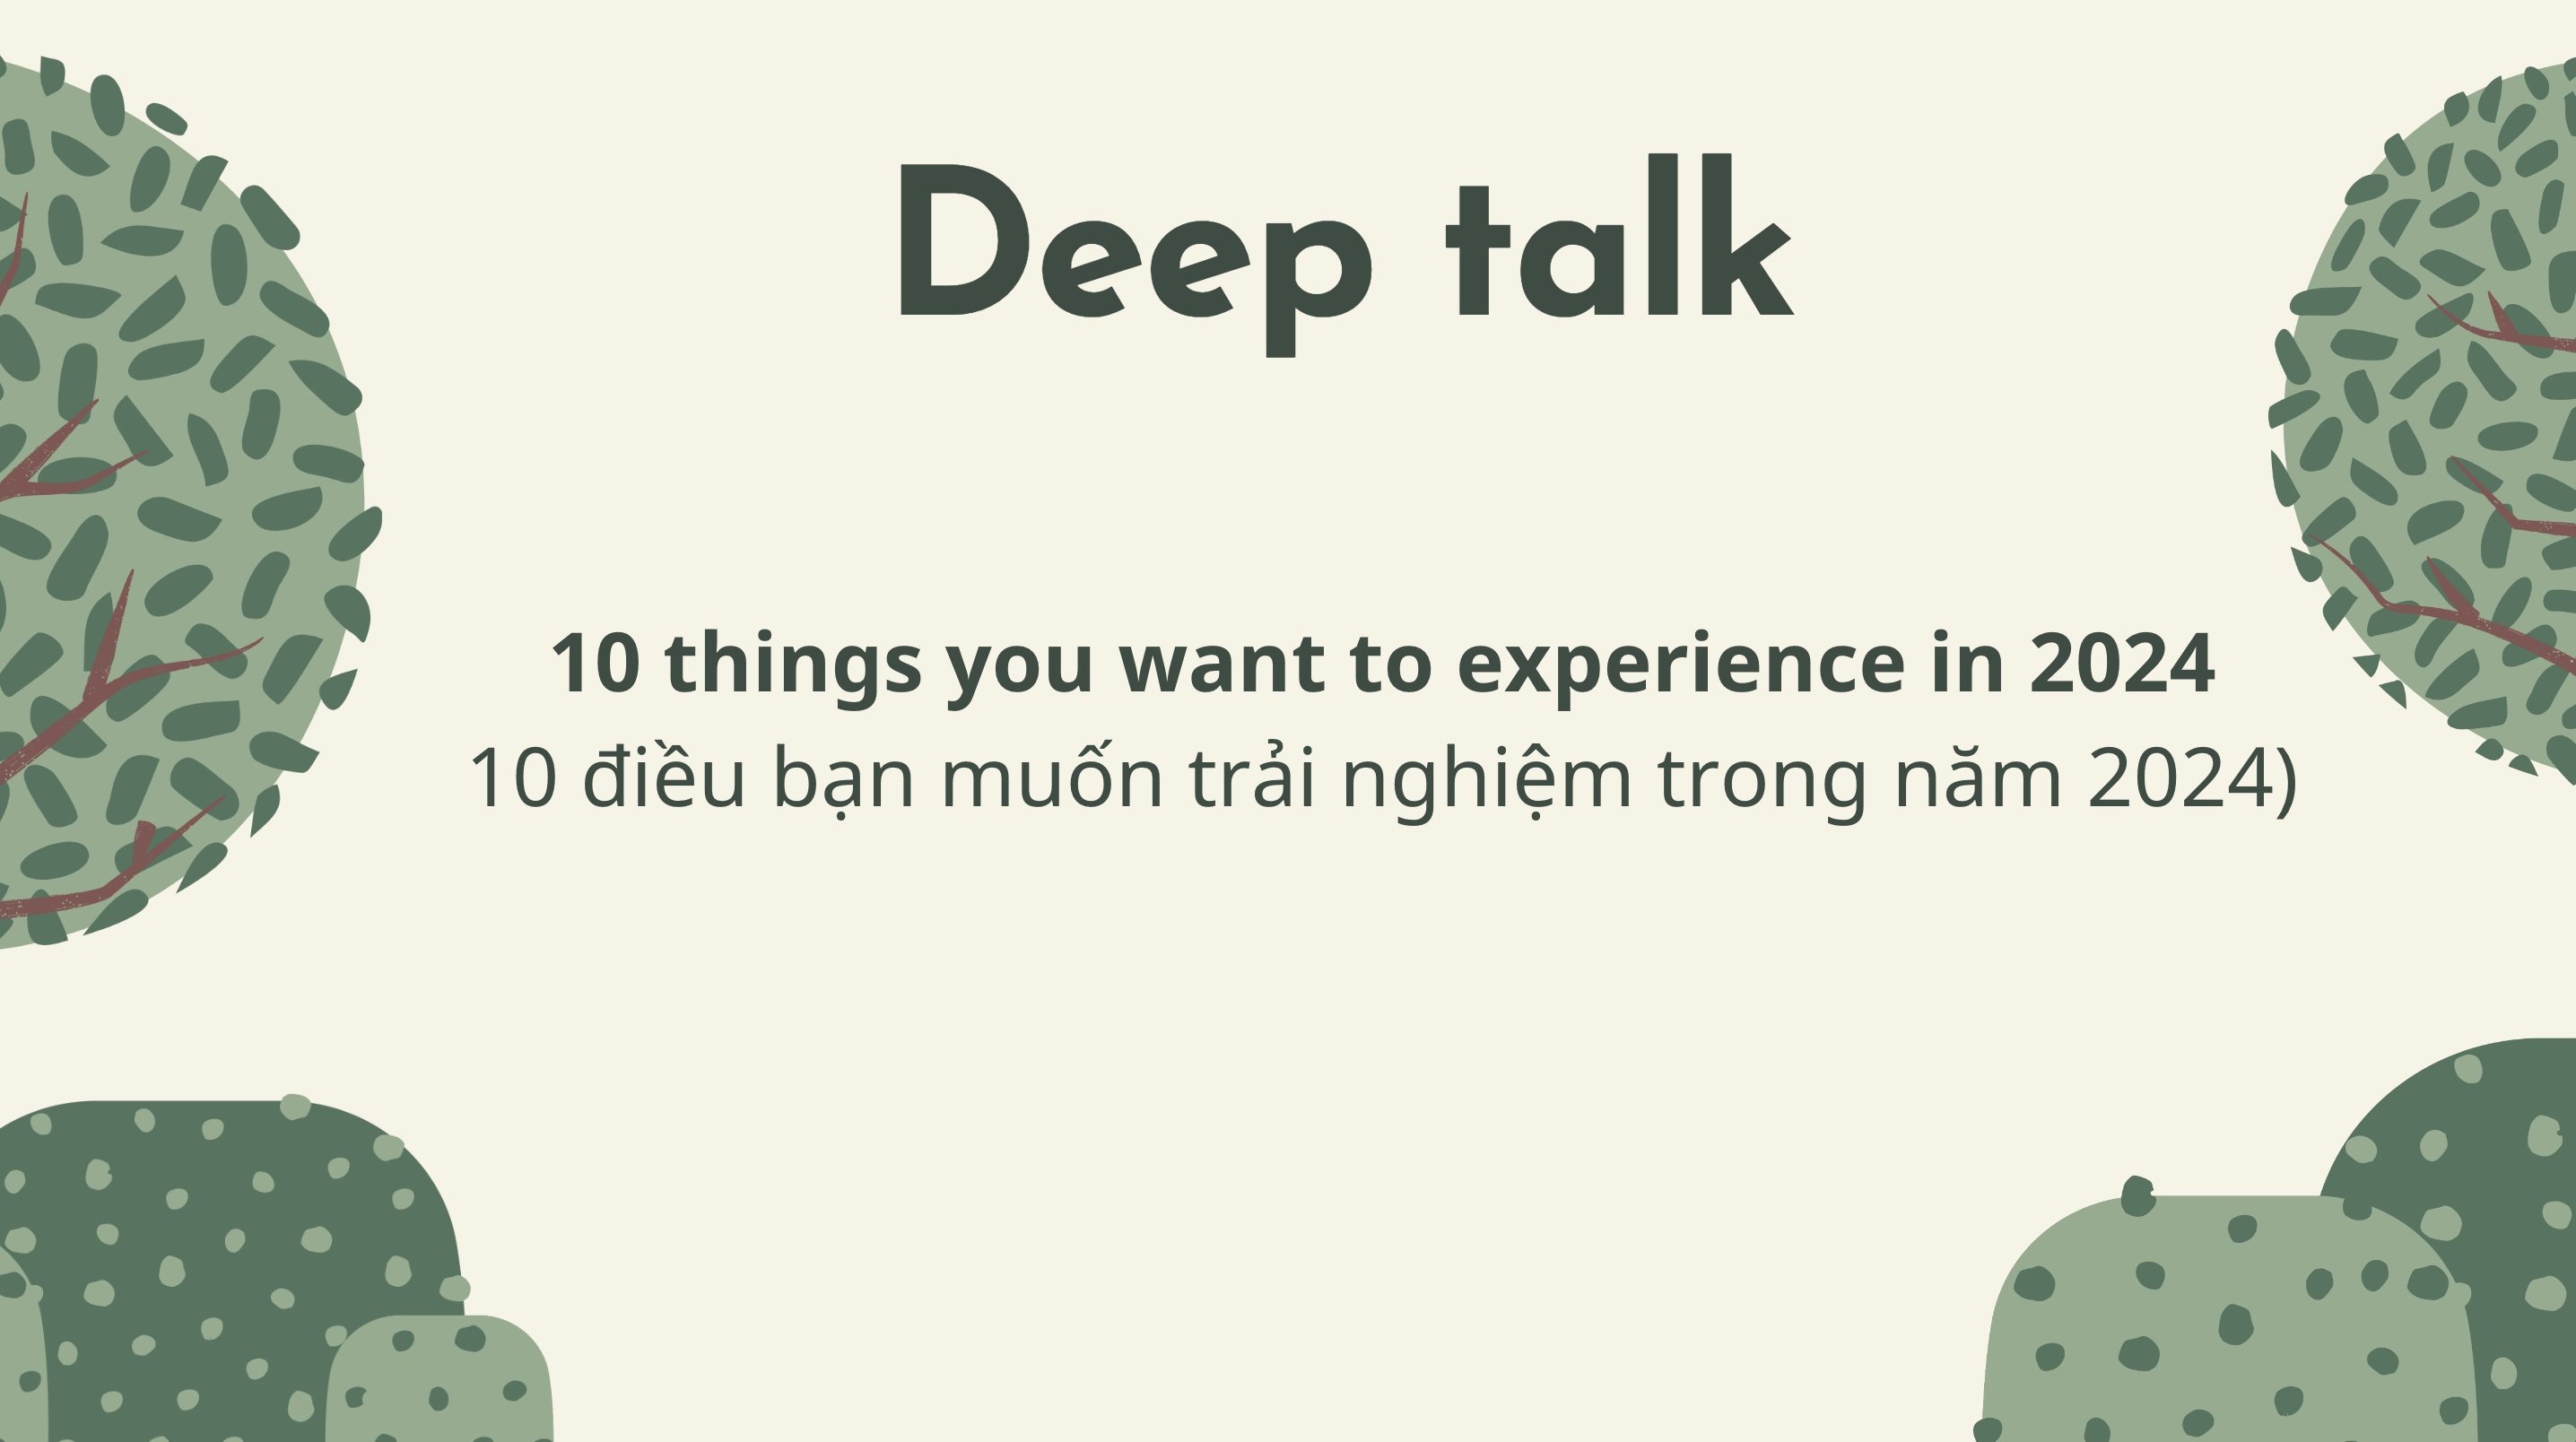 Deep talk
10 things you want to experience in 2024
10 điều bạn muốn trải nghiệm trong năm 2024)